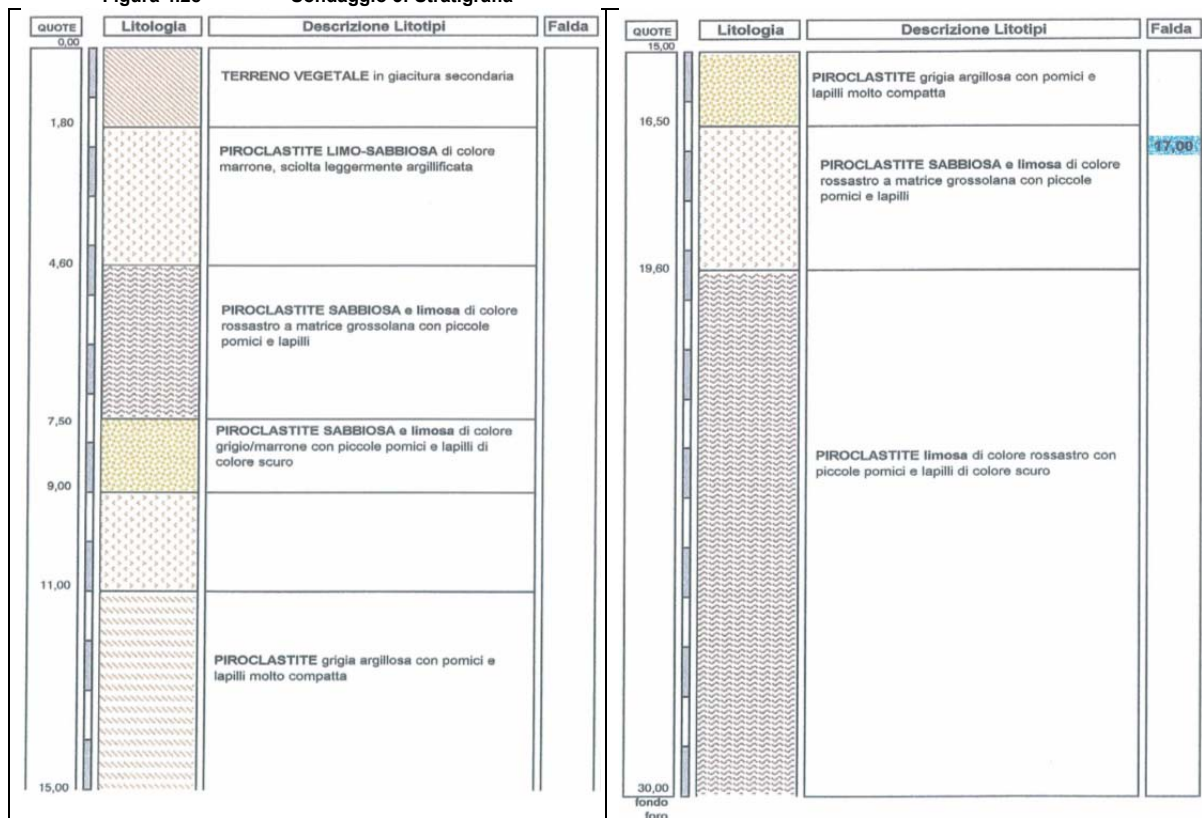 QUOTE Litologia Descrizione Litotipi Falda
0,00
TERRENO VEGETALE in giacitura secondaria
1,80
PIROCLASTITE LIMO-SABBIOSA di colore
marrone, sciolta leggermente argillificata
4,60
PIROCLASTITE SABBIOSA e limosa di colore
rossastro a matrice grossolana con piccole
pomici e lapilli
7,50
PIROCLASTITE SABBIOSA e limosa di colore
grigio/marrone con piccole pomici e lapilli di
colore scuro
9,00
11,00
PIROCLASTITE grigia argillosa con pomici e
lapilli molto compatta
15,00
QUOTE Litologia Descrizione Litotipi Falda
15,00
PIROCLASTITE grigia argillosa con pomici e
lapilli molto compatta
16,50
17,00
PIROCLASTITE SABBIOSA e limosa di colore
rossastro a matrice grossolana con piccole
pomici e lapilli
19,60
PIROCLASTITE limosa di colore rossastro con
piccole pomici e lapilli di colore scuro
30,00
fondo
foro